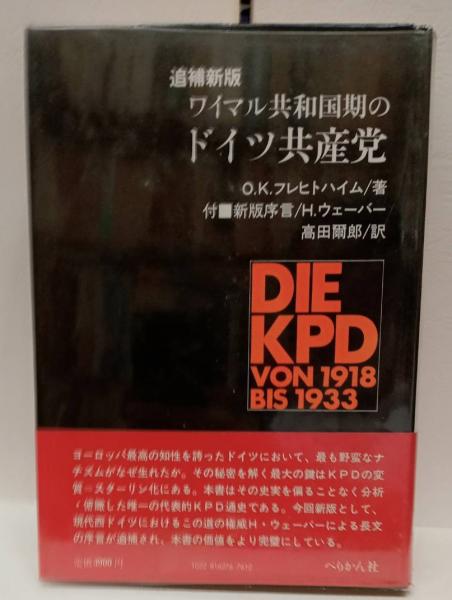 追補新版
ワイマル共和国期の
ドイツ共産党
O.K.フレヒトハイム/著
付■新版序言/H.ウェーバー
高田爾郎/訳
DIE
KPD
VON 1918
BIS 1933
ヨーロッパ最高の知性を誇ったドイツにおいて、最も野蛮なナ
チズムがなぜ生れたか。その秘密を解く最大の鍵はKPDの変
質=スターリン化にある。本書はその史実を偏ることなく分析
・俯瞰した唯一の代表的KPD通史である。今回新版として、
現代西ドイツにおけるこの道の権威H・ウェーバーによる長文
の序言が追補され、本書の価値をより完璧にしている。
定価3900円
1022-816276-7612
ぺりかん社